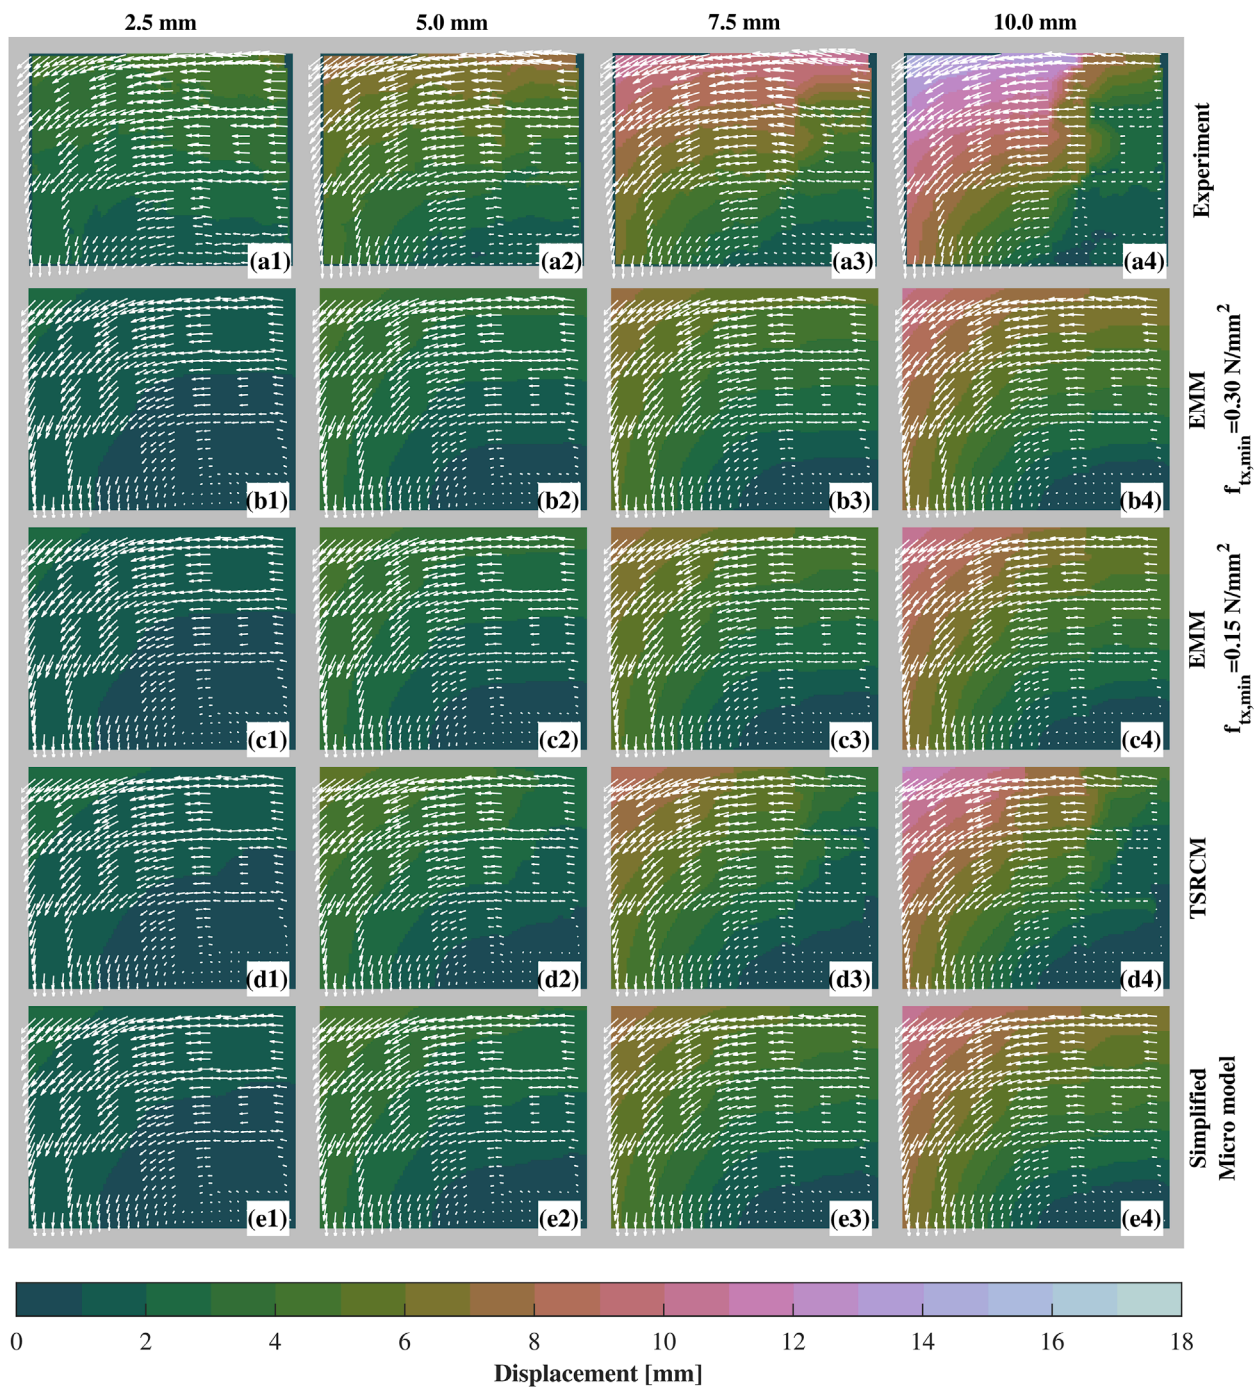 2.5 mm 5.0 mm 7.5 mm 10.0 mm
(a1) (a2) (a3) (a4)
Experiment
(b1) (b2) (b3) (b4)
EMM
f_tx,min =0.30 N/mm²
(c1) (c2) (c3) (c4)
EMM
f_tx,min =0.15 N/mm²
(d1) (d2) (d3) (d4)
TSRCM
(e1) (e2) (e3) (e4)
Simplified
Micro model
0 2 4 6 8 10 12 14 16 18
Displacement [mm]